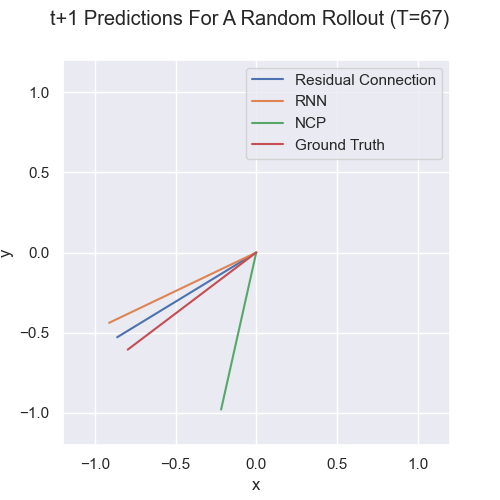 t+1 Predictions For A Random Rollout (T=67)
Residual Connection
RNN
NCP
Ground Truth
1.0
0.5
0.0
−0.5
−1.0
y
−1.0 −0.5 0.0 0.5 1.0
x